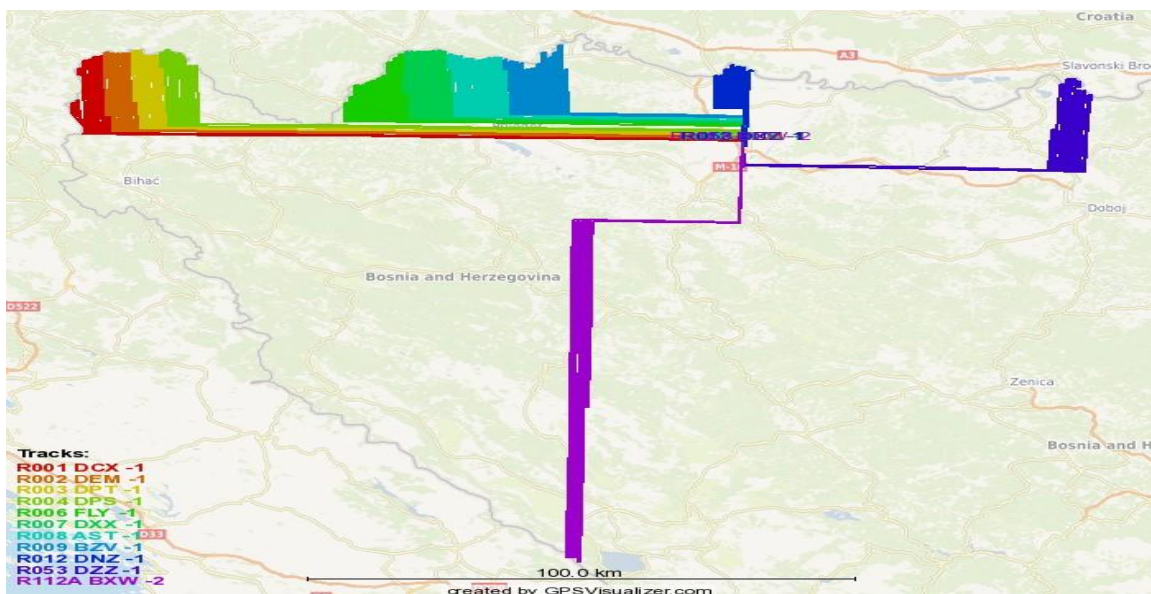 Croatia
A3
Slavonski Bro
R053 DZZ -1
M-16
Bihać
Doboj
Bosnia and Herzegovina
D522
Zenica
Bosnia and H
Tracks:
R001 DCX -1
R002 DEM -1
R003 DPT -1
R004 DPS -1
R006 FLY -1
R007 DXX -1
R008 AST -1
D33
R009 BZV -1
R012 DNZ -1
R053 DZZ -1
R112A BXW -2
100.0 km
created by GPSVisualizer.com